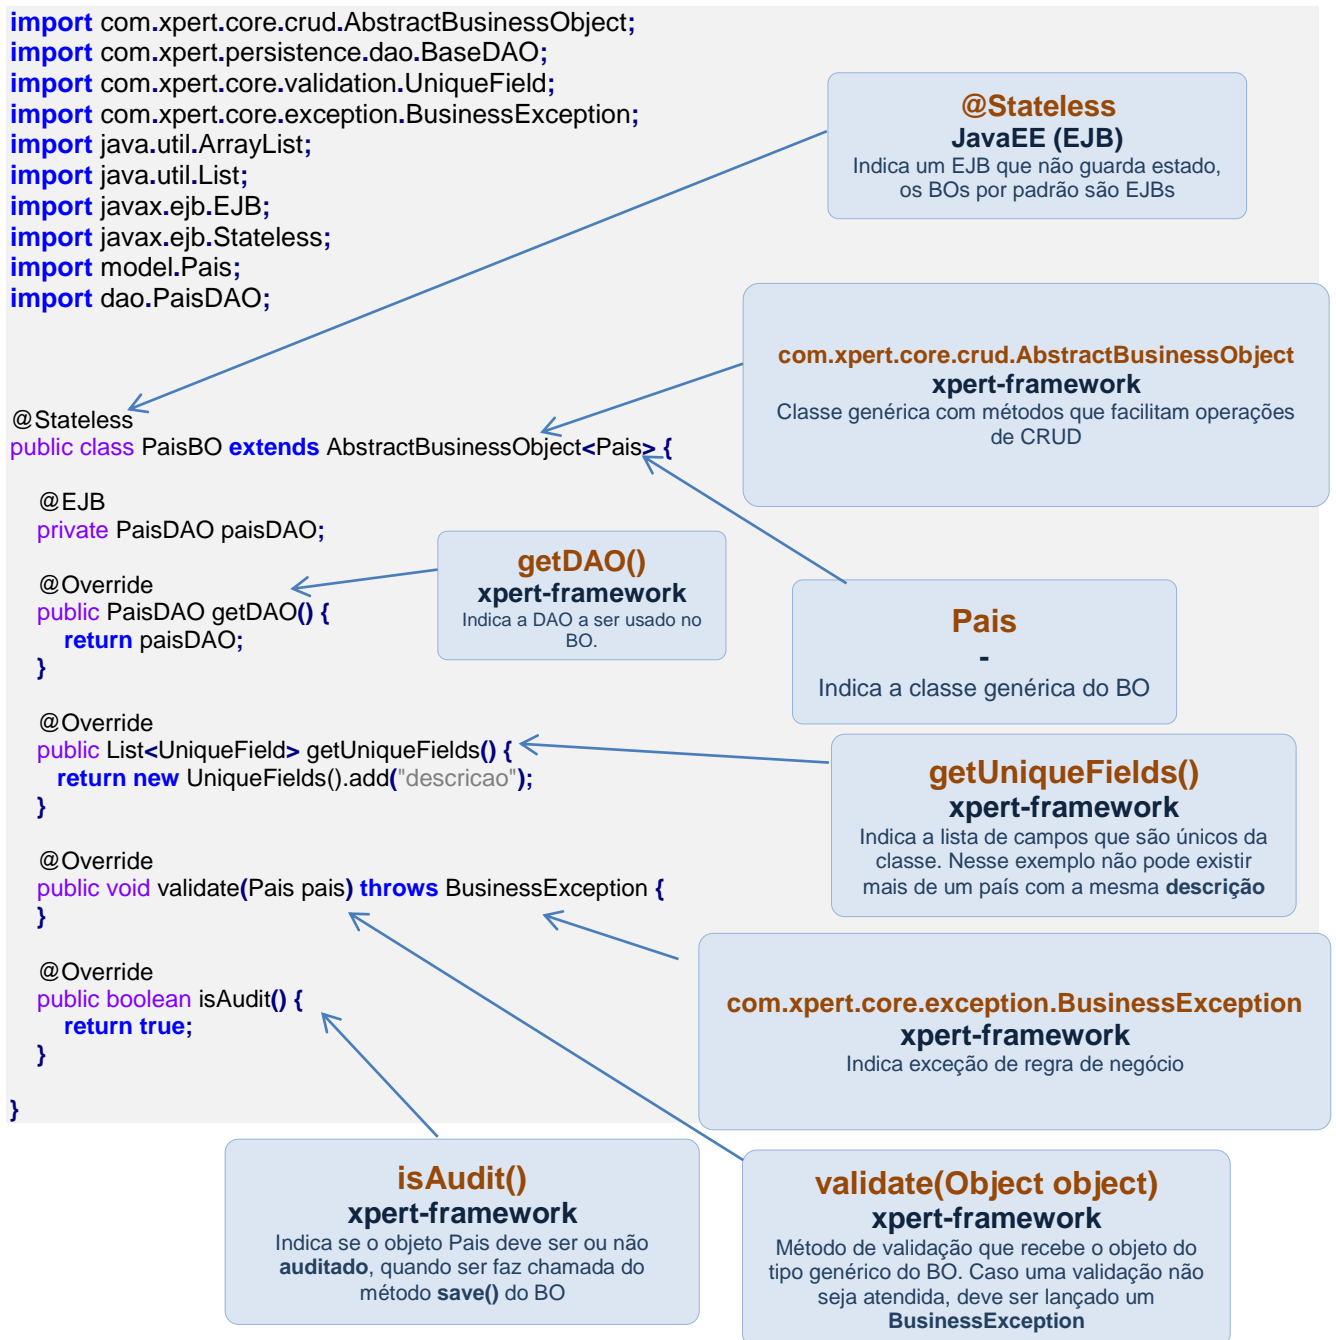 import com.xpert.core.crud.AbstractBusinessObject;
import com.xpert.persistence.dao.BaseDAO;
import com.xpert.core.validation.UniqueField;
import com.xpert.core.exception.BusinessException;
import java.util.ArrayList;
import java.util.List;
import javax.ejb.EJB;
import javax.ejb.Stateless;
import model.Pais;
import dao.PaisDAO;
@Stateless
JavaEE (EJB)
Indica um EJB que não guarda estado,
os BOs por padrão são EJBs
com.xpert.core.crud.AbstractBusinessObject
xpert-framework
Classe genérica com métodos que facilitam operações
de CRUD
@Stateless
public class PaisBO extends AbstractBusinessObject<Pais> {
@EJB
private PaisDAO paisDAO;
@Override
public PaisDAO getDAO() {
return paisDAO;
}
getDAO()
xpert-framework
Indica a DAO a ser usado no
BO.
Pais
-
Indica a classe genérica do BO
@Override
public List<UniqueField> getUniqueFields() {
return new UniqueFields().add("descricao");
}
getUniqueFields()
xpert-framework
Indica a lista de campos que são únicos da
classe. Nesse exemplo não pode existir
mais de um país com a mesma descrição
@Override
public void validate(Pais pais) throws BusinessException {
}
@Override
public boolean isAudit() {
return true;
}
}
com.xpert.core.exception.BusinessException
xpert-framework
Indica exceção de regra de negócio
isAudit()
xpert-framework
Indica se o objeto Pais deve ser ou não
auditado, quando ser faz chamada do
método save() do BO
validate(Object object)
xpert-framework
Método de validação que recebe o objeto do
tipo genérico do BO. Caso uma validação não
seja atendida, deve ser lançado um
BusinessException